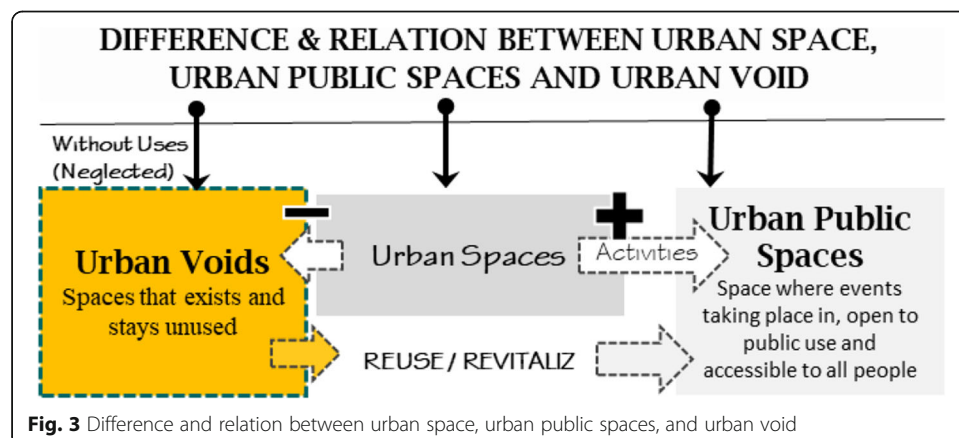 DIFFERENCE & RELATION BETWEEN URBAN SPACE,
URBAN PUBLIC SPACES AND URBAN VOID
Without Uses
(Neglected)
Urban Voids
Spaces that exists and
stays unused
Urban Spaces
Activities
Urban Public
Spaces
Space where events
taking place in, open to
public use and
accessible to all people
REUSE / REVITALIZ
Fig. 3 Difference and relation between urban space, urban public spaces, and urban void